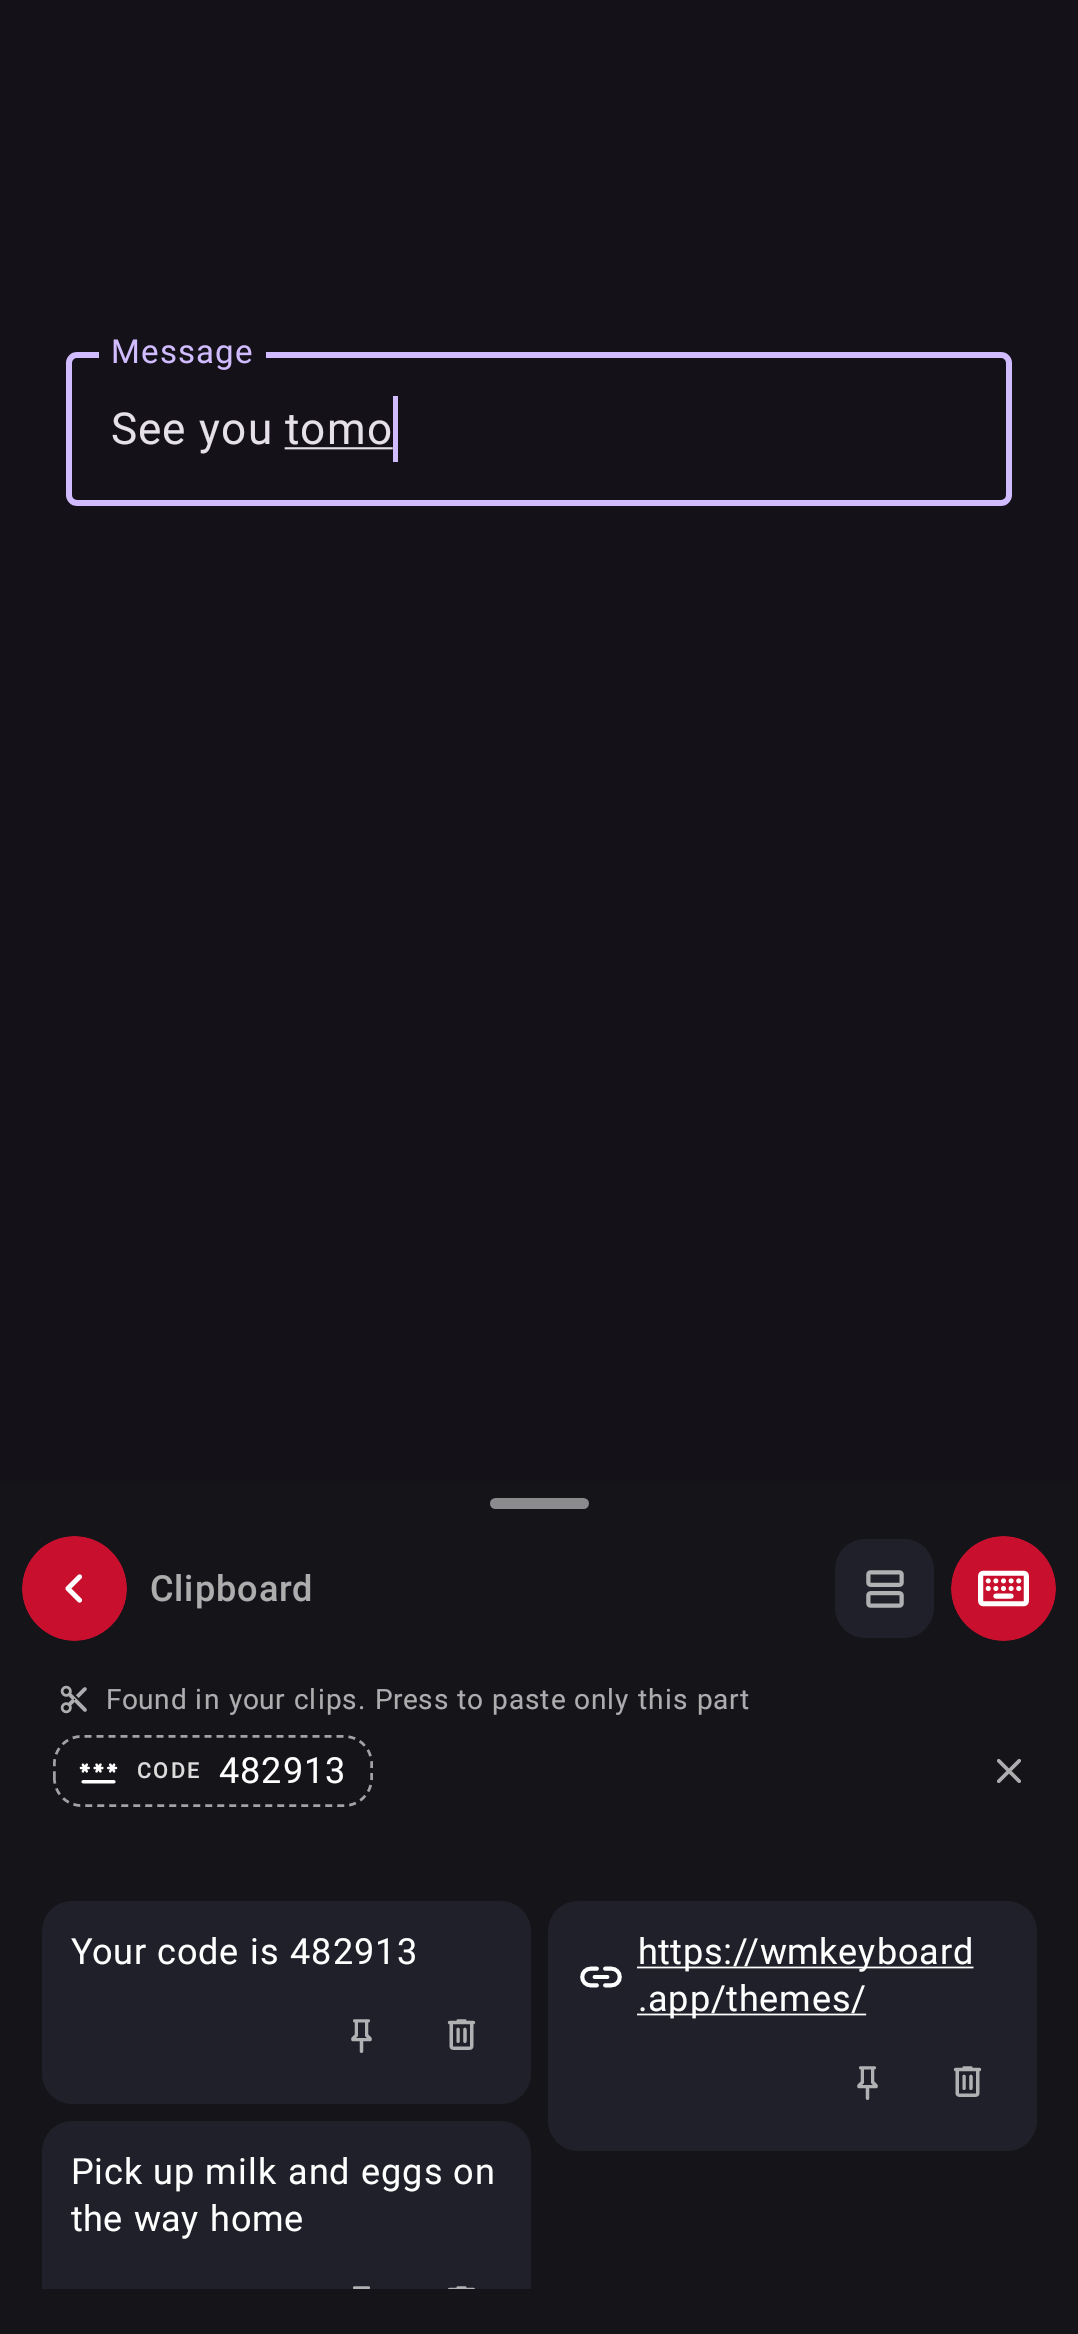 Message
See you tomo
Clipboard
Found in your clips. Press to paste only this part
*** CODE 482913
Your code is 482913
https://wmkeyboard
.app/themes/
Pick up milk and eggs on
the way home